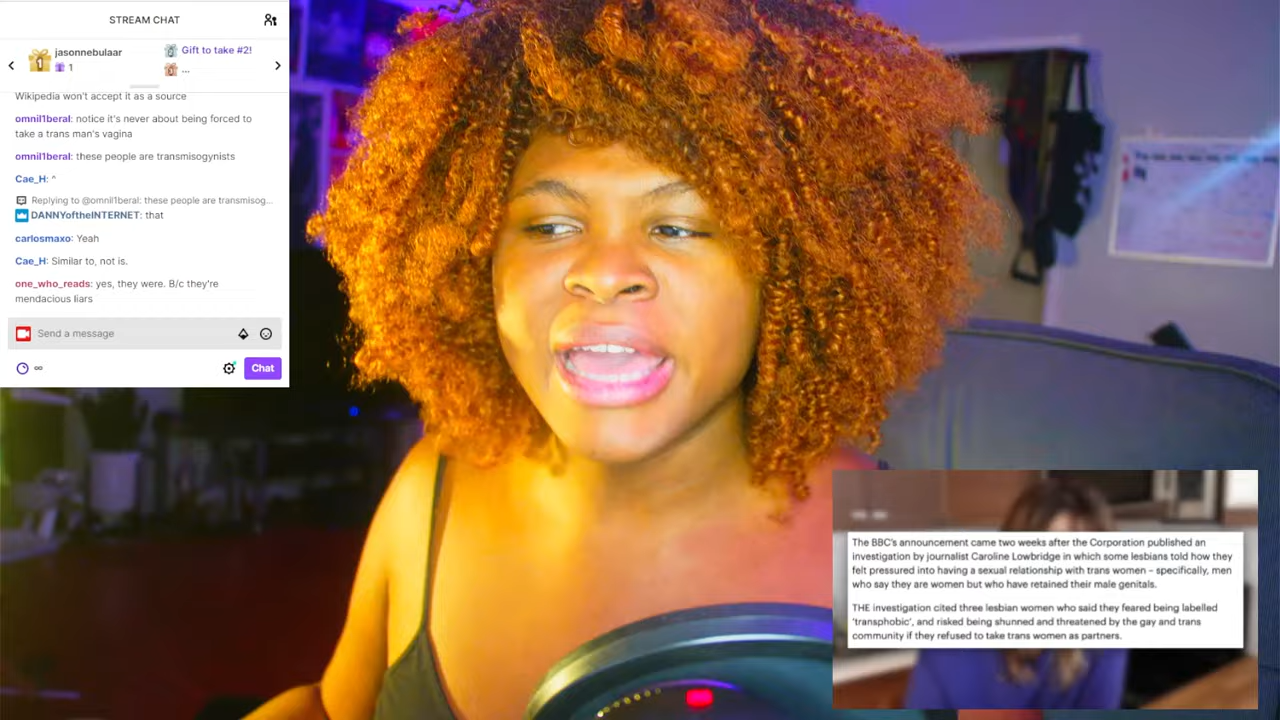 STREAM CHAT
jasonnebulaar
1
Gift to take #2!
...
Wikipedia won't accept it as a source
omnil1beral: notice it's never about being forced to
take a trans man's vagina
omnil1beral: these people are transmisogynists
Cae_H: ^
Replying to @omnil1beral: these people are transmisog...
DANNYoftheINTERNET: that
carlosmaxo: Yeah
Cae_H: Similar to, not is.
one_who_reads: yes, they were. B/c they're
mendacious liars
Send a message
∞
Chat
The BBC's announcement came two weeks after the Corporation published an
investigation by journalist Caroline Lowbridge in which some lesbians told how they
felt pressured into having a sexual relationship with trans women – specifically, men
who say they are women but who have retained their male genitals.
THE investigation cited three lesbian women who said they feared being labelled
'transphobic', and risked being shunned and threatened by the gay and trans
community if they refused to take trans women as partners.